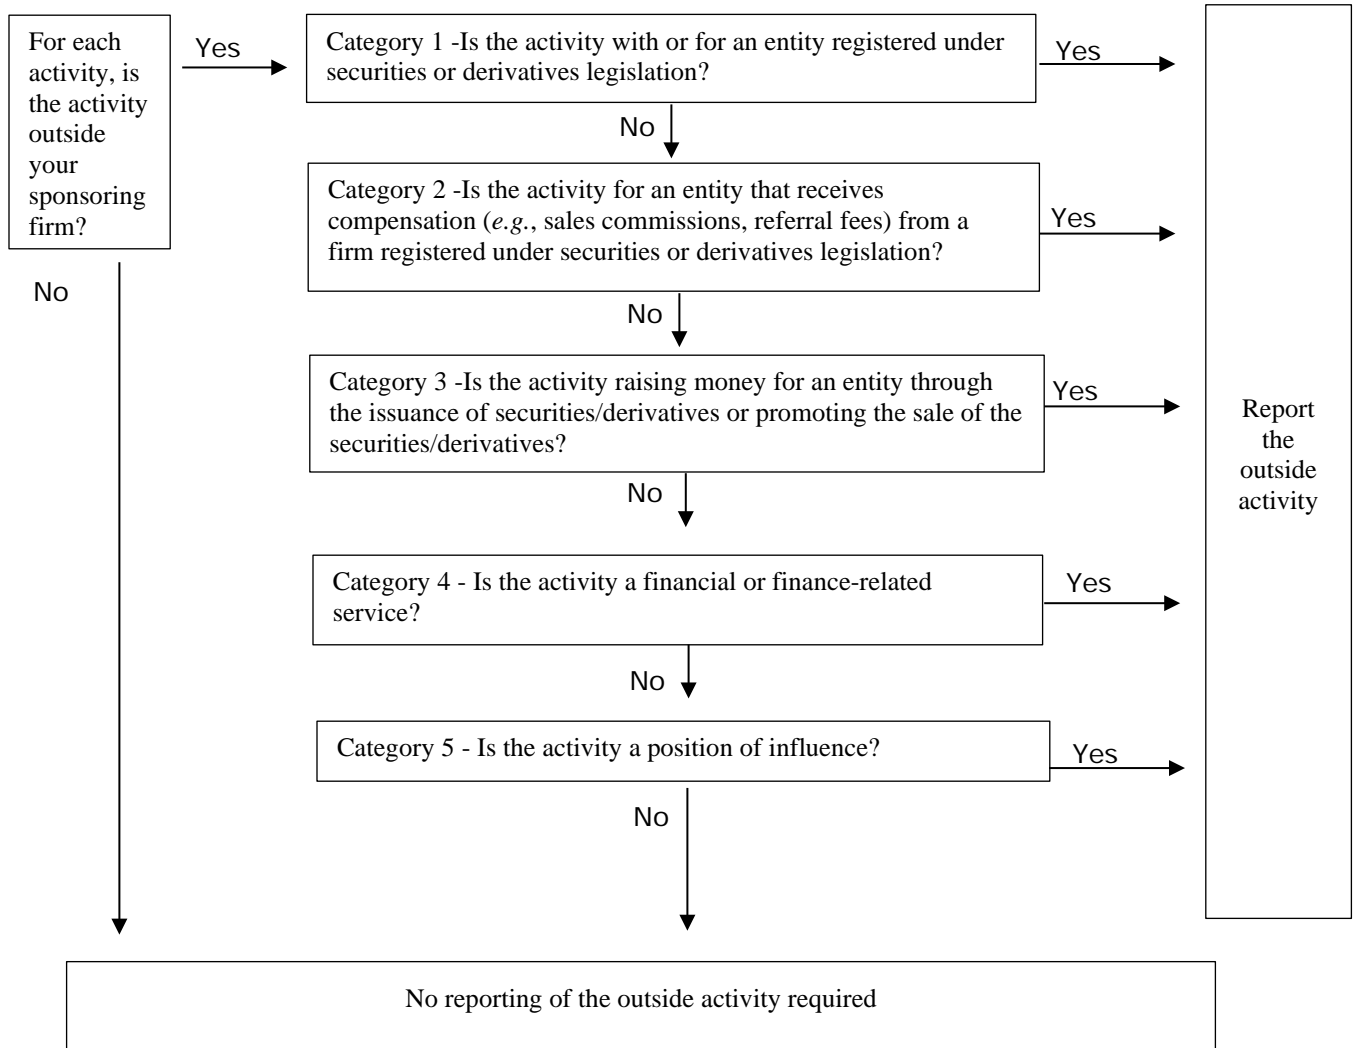 For each
activity, is
the activity
outside
your
sponsoring
firm?
Yes
No
Category 1 -Is the activity with or for an entity registered under
securities or derivatives legislation?
Yes
No
Category 2 -Is the activity for an entity that receives
compensation (e.g., sales commissions, referral fees) from a
firm registered under securities or derivatives legislation?
Yes
No
Category 3 -Is the activity raising money for an entity through
the issuance of securities/derivatives or promoting the sale of the
securities/derivatives?
Yes
No
Category 4 - Is the activity a financial or finance-related
service?
Yes
No
Category 5 - Is the activity a position of influence?
Yes
No
Report
the
outside
activity
No reporting of the outside activity required